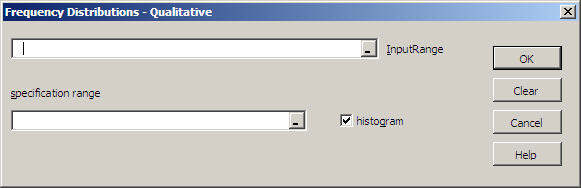 Frequency Distributions - Qualitative
InputRange
OK
specification range
Clear
histogram
Cancel
Help